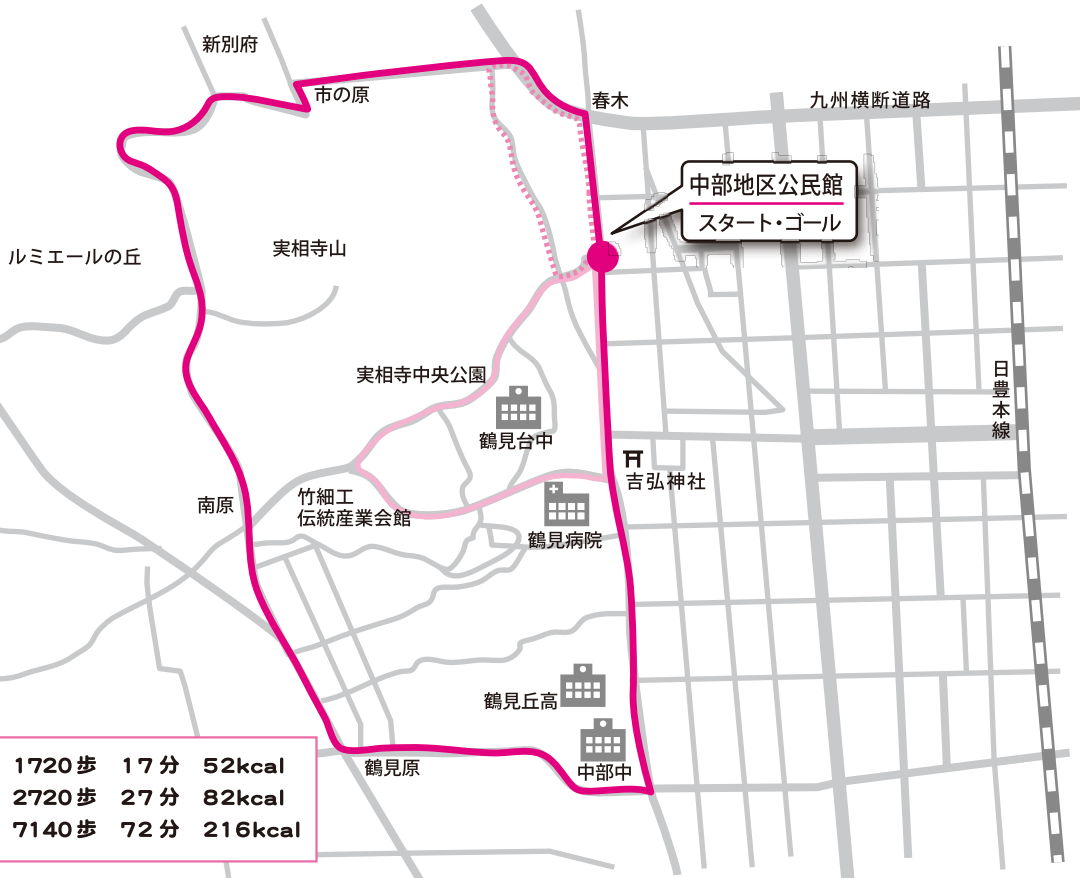 新別府
市の原
春木
九州横断道路
中部地区公民館
スタート・ゴール
ルミエールの丘
実相寺山
実相寺中央公園
日豊本線
鶴見台中
吉弘神社
南原
竹細工
伝統産業会館
鶴見病院
鶴見丘高
中部中
鶴見原
1720歩 17分 52kcal
2720歩 27分 82kcal
7140歩 72分 216kcal